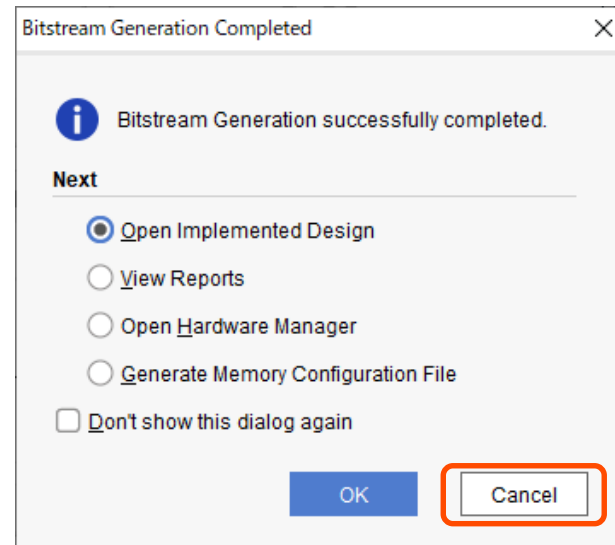 Bitstream Generation Completed
Bitstream Generation successfully completed.
Next
Open Implemented Design
View Reports
Open Hardware Manager
Generate Memory Configuration File
Don't show this dialog again
OK
Cancel